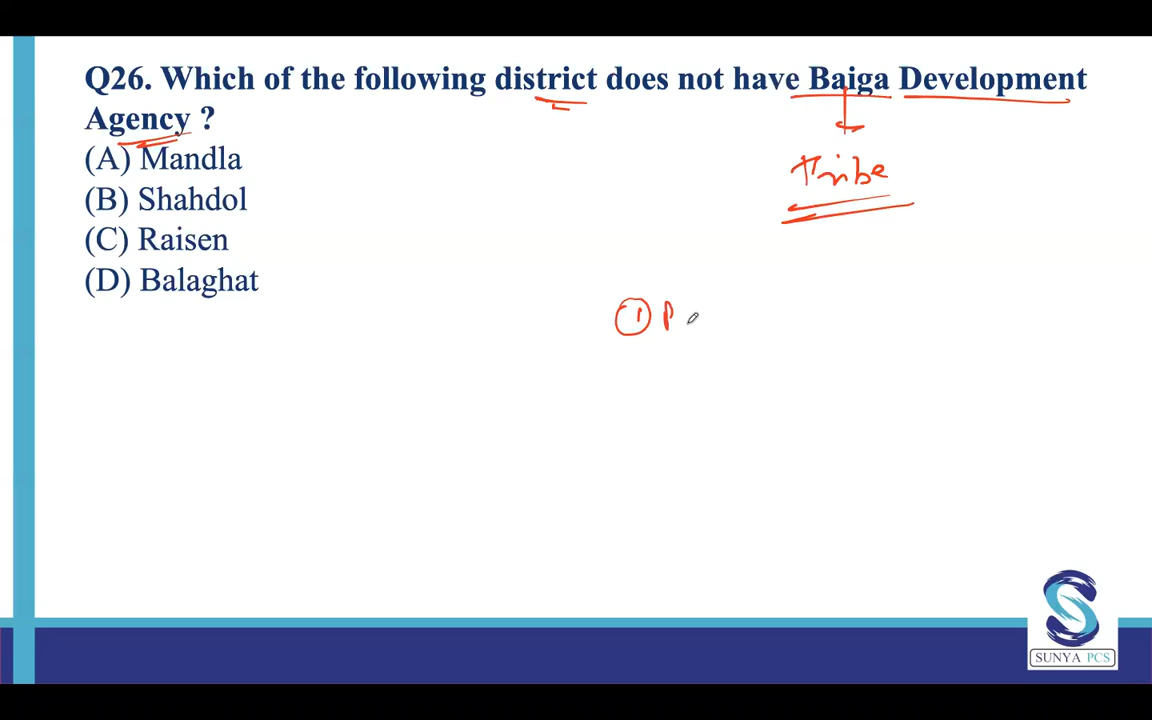 Q26. Which of the following district does not have Baiga Development
Agency ?
(A) Mandla
(B) Shahdol
(C) Raisen
(D) Balaghat
Tribe
1 P
SUNYA PCS